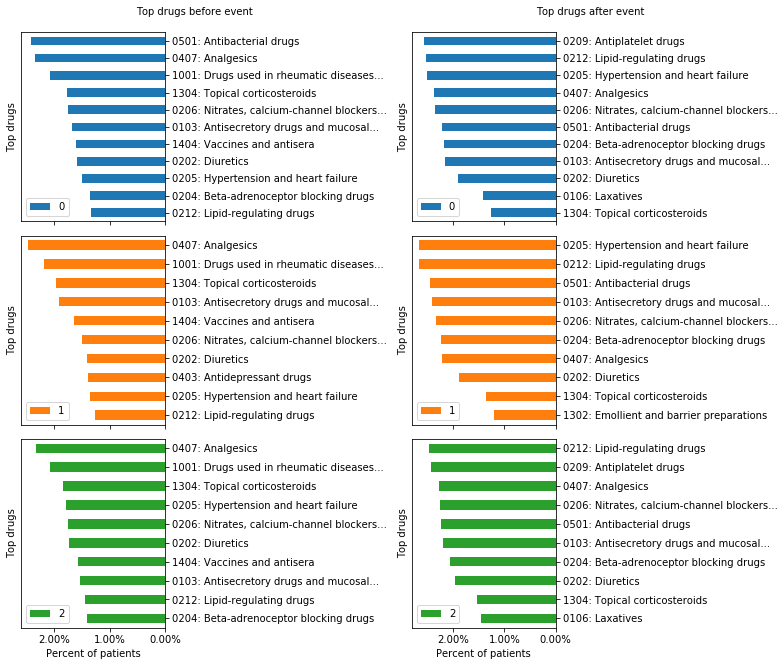 Top drugs before event
Top drugs after event
Top drugs
0501: Antibacterial drugs
0407: Analgesics
1001: Drugs used in rheumatic diseases...
1304: Topical corticosteroids
0206: Nitrates, calcium-channel blockers...
0103: Antisecretory drugs and mucosal...
1404: Vaccines and antisera
0202: Diuretics
0205: Hypertension and heart failure
0204: Beta-adrenoceptor blocking drugs
0212: Lipid-regulating drugs
0
Top drugs
0209: Antiplatelet drugs
0212: Lipid-regulating drugs
0205: Hypertension and heart failure
0407: Analgesics
0206: Nitrates, calcium-channel blockers...
0501: Antibacterial drugs
0204: Beta-adrenoceptor blocking drugs
0103: Antisecretory drugs and mucosal...
0202: Diuretics
0106: Laxatives
1304: Topical corticosteroids
0
Top drugs
0407: Analgesics
1001: Drugs used in rheumatic diseases...
1304: Topical corticosteroids
0103: Antisecretory drugs and mucosal...
1404: Vaccines and antisera
0206: Nitrates, calcium-channel blockers...
0202: Diuretics
0403: Antidepressant drugs
0205: Hypertension and heart failure
0212: Lipid-regulating drugs
1
Top drugs
0205: Hypertension and heart failure
0212: Lipid-regulating drugs
0501: Antibacterial drugs
0103: Antisecretory drugs and mucosal...
0206: Nitrates, calcium-channel blockers...
0204: Beta-adrenoceptor blocking drugs
0407: Analgesics
0202: Diuretics
1304: Topical corticosteroids
1302: Emollient and barrier preparations
1
Top drugs
0407: Analgesics
1001: Drugs used in rheumatic diseases...
1304: Topical corticosteroids
0205: Hypertension and heart failure
0206: Nitrates, calcium-channel blockers...
0202: Diuretics
1404: Vaccines and antisera
0103: Antisecretory drugs and mucosal...
0212: Lipid-regulating drugs
0204: Beta-adrenoceptor blocking drugs
2
2.00% 1.00% 0.00%
Percent of patients
Top drugs
0212: Lipid-regulating drugs
0209: Antiplatelet drugs
0407: Analgesics
0206: Nitrates, calcium-channel blockers...
0501: Antibacterial drugs
0103: Antisecretory drugs and mucosal...
0204: Beta-adrenoceptor blocking drugs
0202: Diuretics
1304: Topical corticosteroids
0106: Laxatives
2
2.00% 1.00% 0.00%
Percent of patients